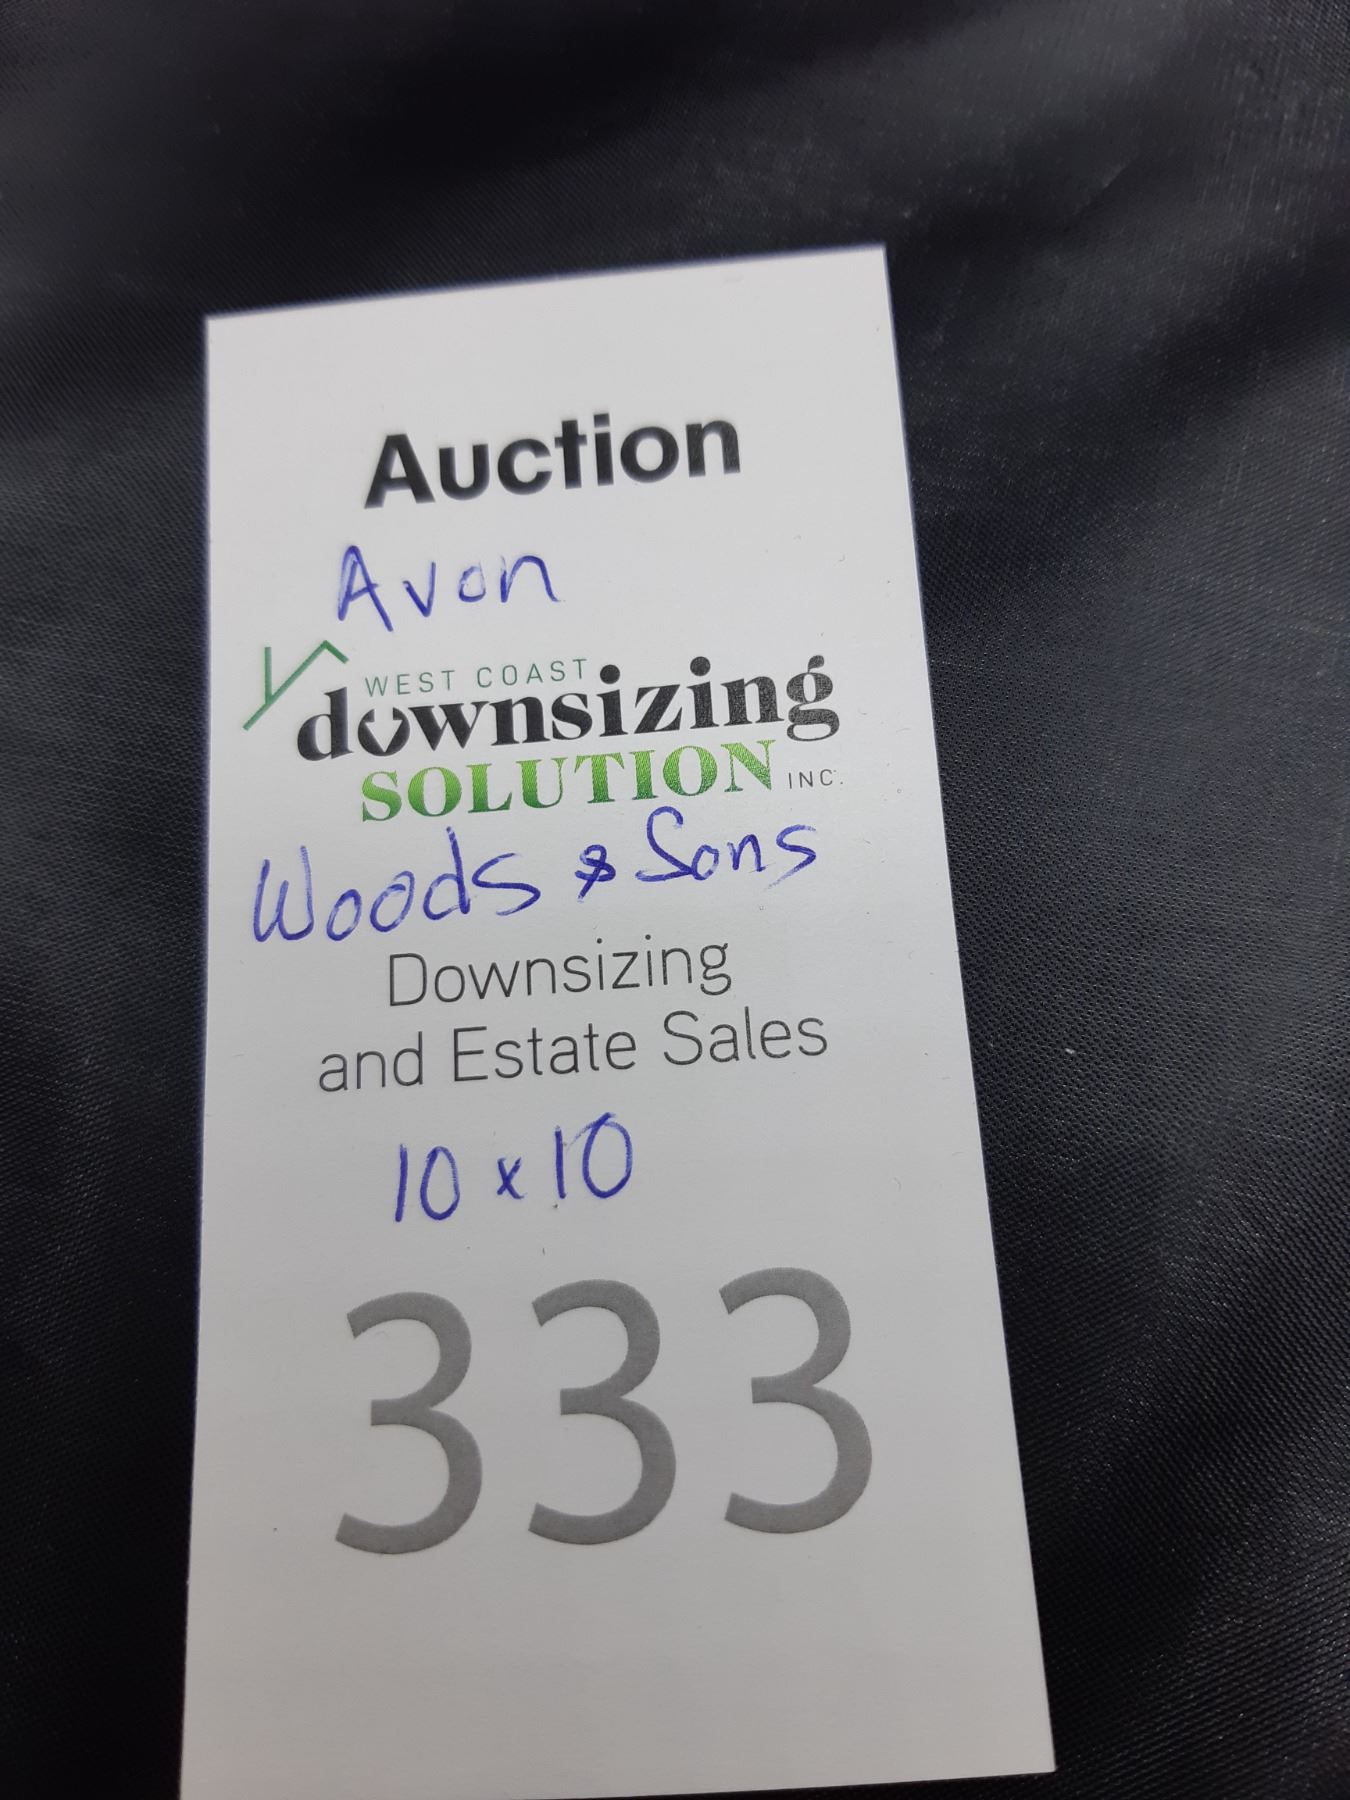 Auction
Avon
WEST COAST
downsizing
SOLUTION INC.
Woods & Sons
Downsizing
and Estate Sales
10 x 10
333